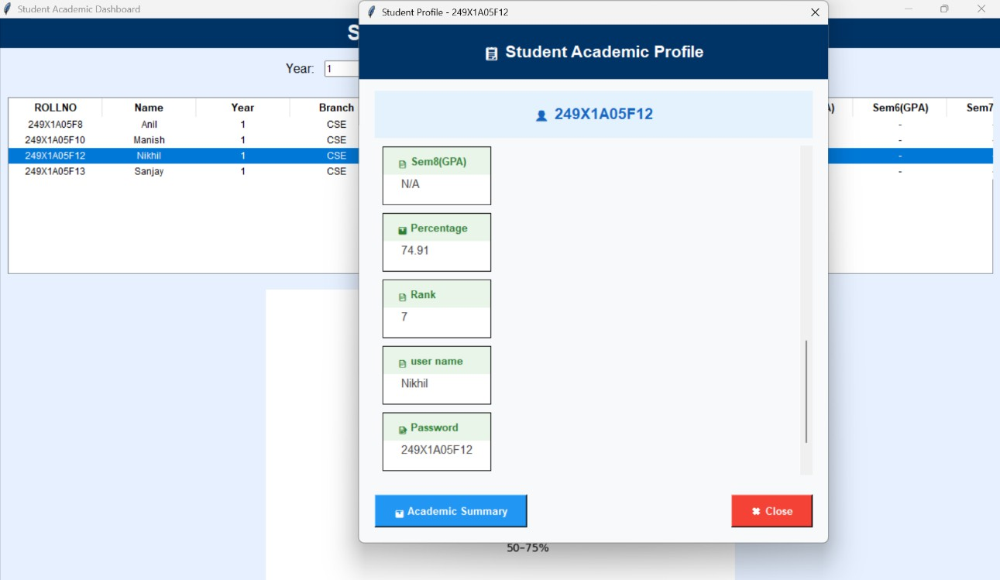 Student Academic Dashboard
Student Profile - 249X1A05F12
S
Student Academic Profile
Year: 1
249X1A05F12
ROLLNO Name Year Branch A) Sem6(GPA) Sem7
249X1A05F8 Anil 1 CSE -
249X1A05F10 Manish 1 CSE -
249X1A05F12 Nikhil 1 CSE -
249X1A05F13 Sanjay 1 CSE -
Sem8(GPA)
N/A
Percentage
74.91
Rank
7
user name
Nikhil
Password
249X1A05F12
Academic Summary
✖ Close
50-75%